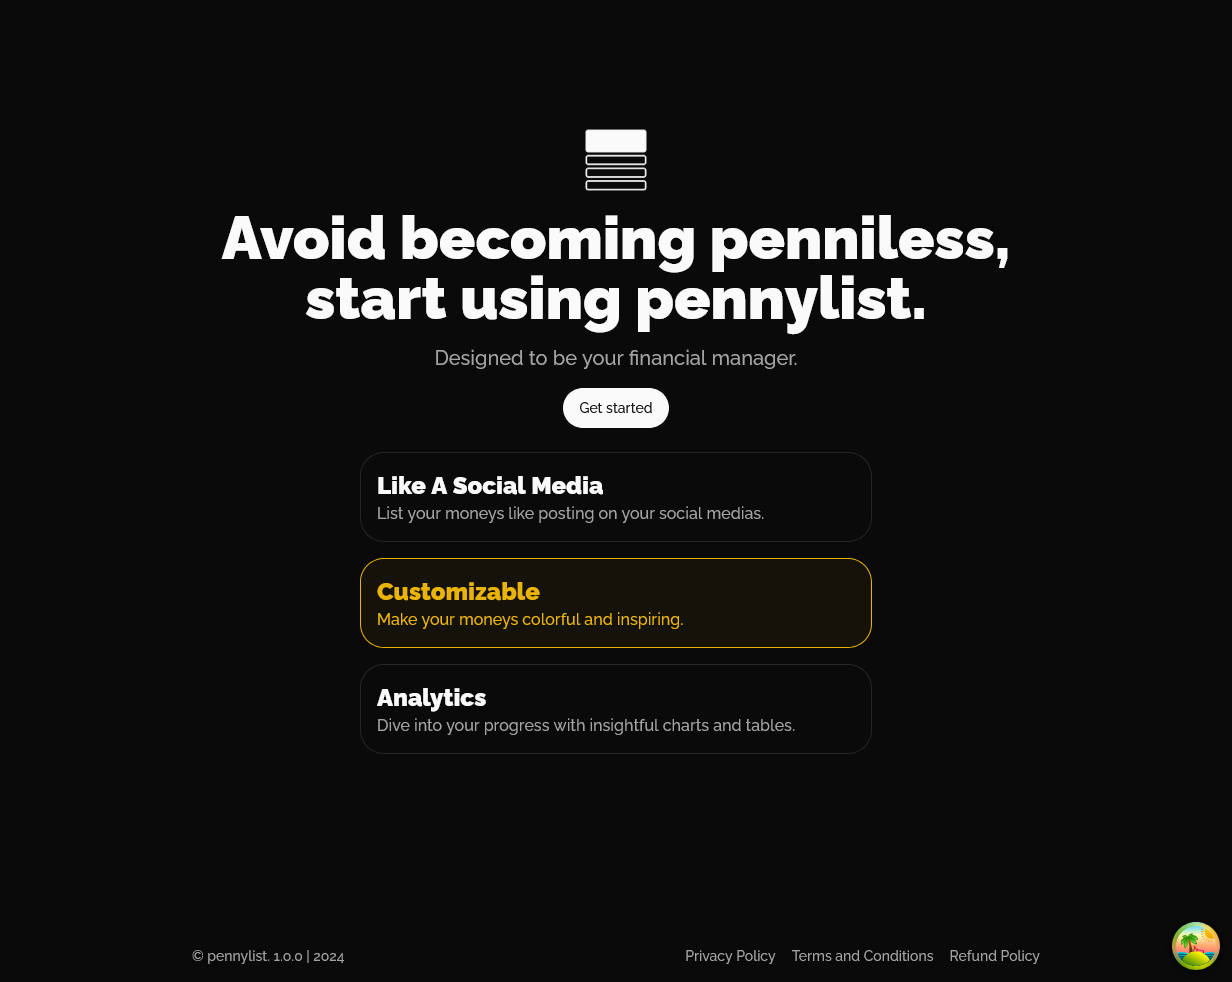 Avoid becoming penniless,
start using pennylist.
Designed to be your financial manager.
Get started
Like A Social Media
List your moneys like posting on your social medias.
Customizable
Make your moneys colorful and inspiring.
Analytics
Dive into your progress with insightful charts and tables.
© pennylist. 1.0.0 | 2024
Privacy Policy Terms and Conditions Refund Policy